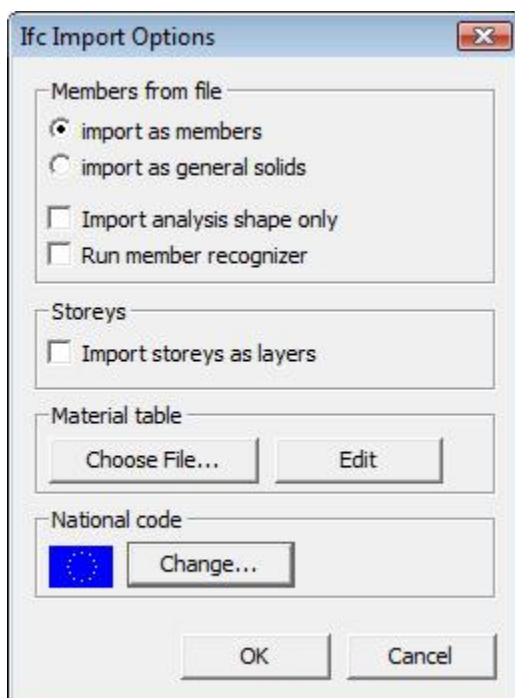 Ifc Import Options
Members from file
import as members
import as general solids
Import analysis shape only
Run member recognizer
Storeys
Import storeys as layers
Material table
Choose File... Edit
National code
Change...
OK Cancel